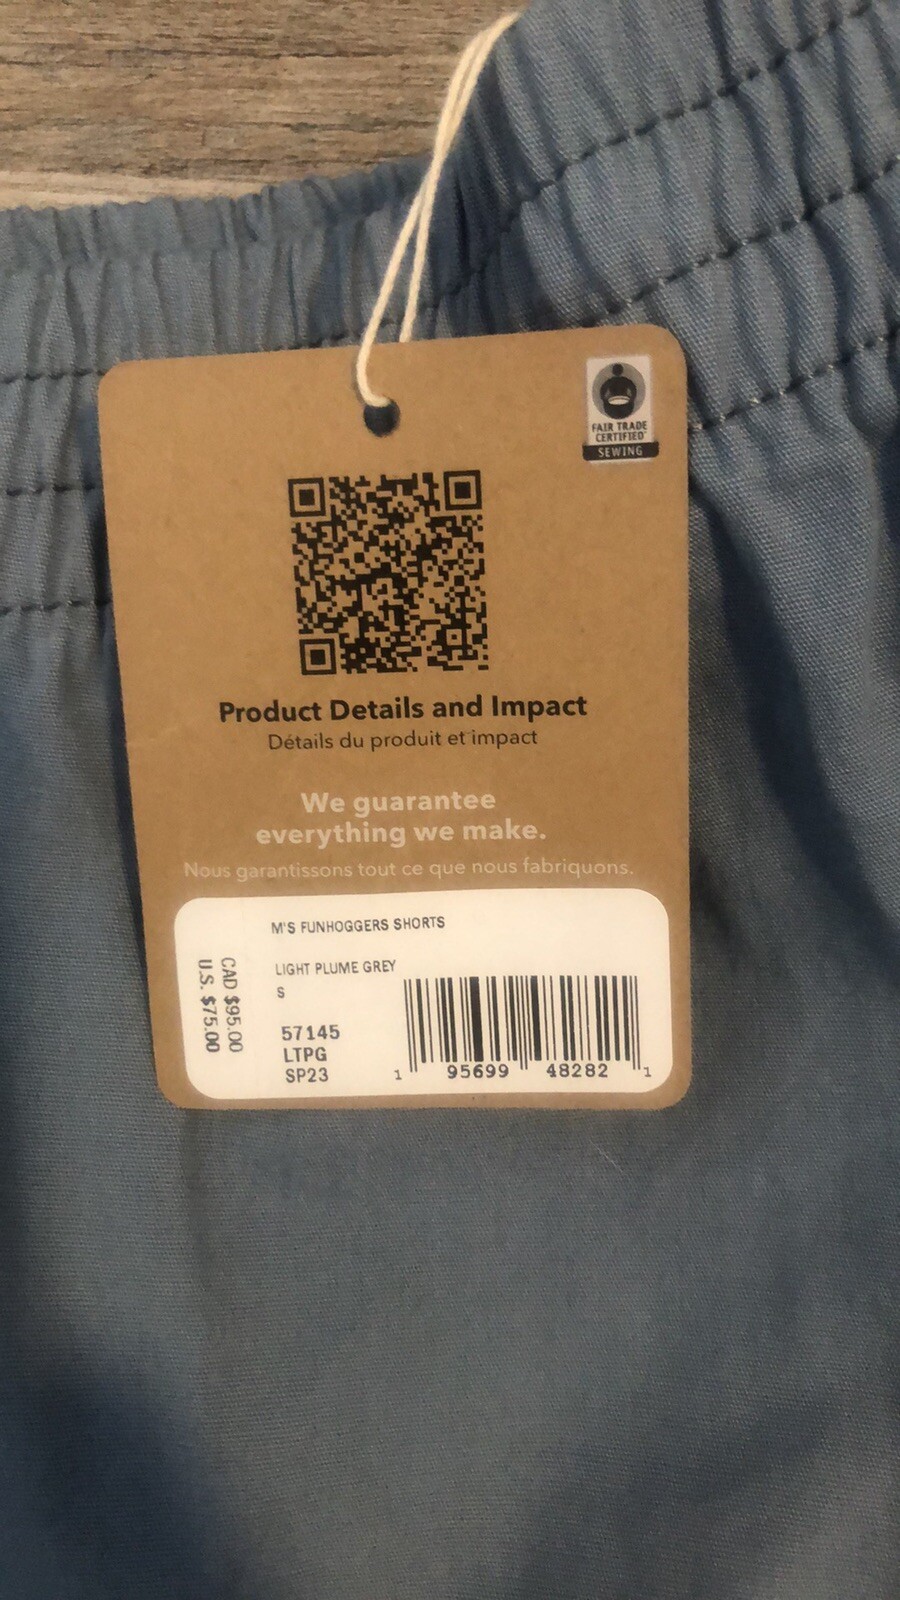 FAIR TRADE
CERTIFIED
SEWING
Product Details and Impact
Détails du produit et impact
We guarantee
everything we make.
Nous garantissons tout ce que nous fabriquons.
M'S FUNHOGGERS SHORTS
LIGHT PLUME GREY
S
57145
LTPG
SP23
CAD $95.00
U.S. $75.00
1 95699 48282 1